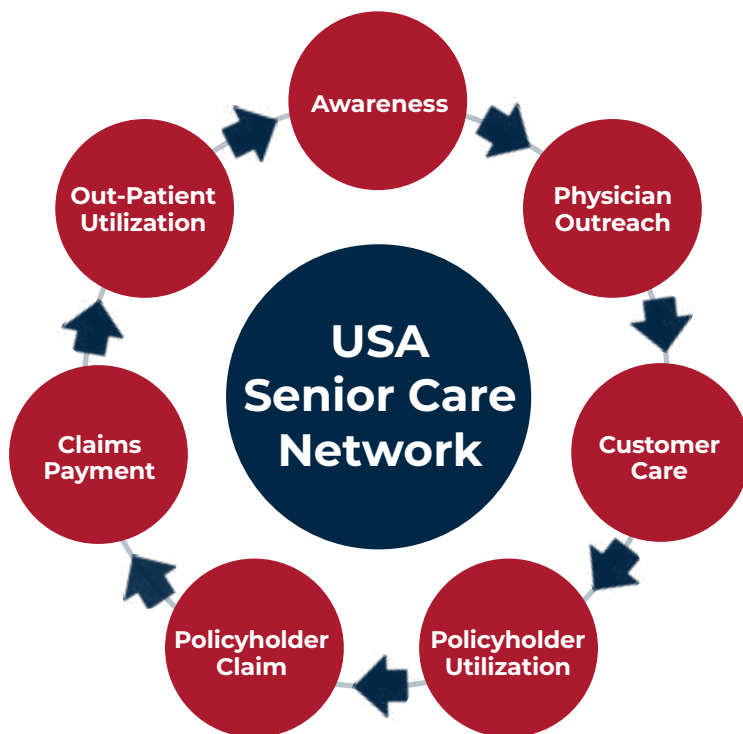 Awareness
Physician
Outreach
Customer
Care
Policyholder
Utilization
Policyholder
Claim
Claims
Payment
Out-Patient
Utilization
USA
Senior Care
Network